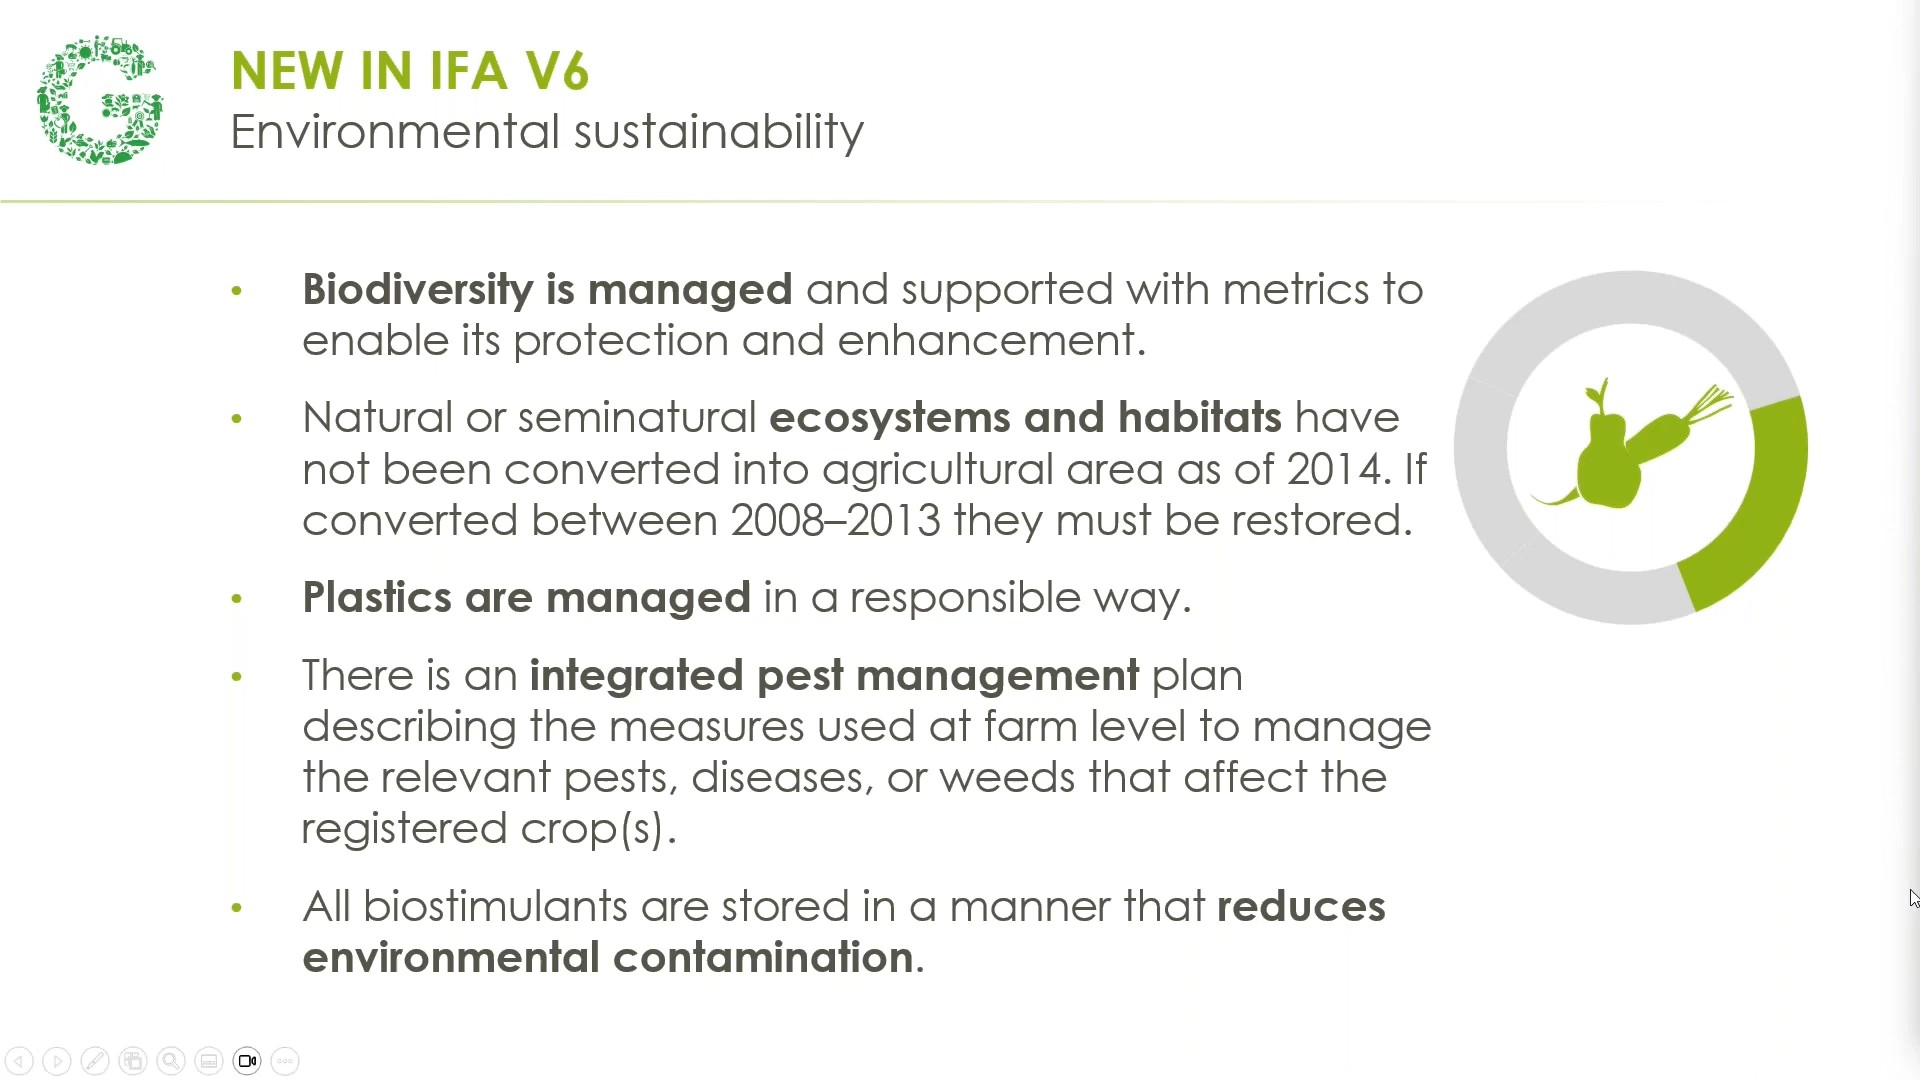 NEW IN IFA V6
Environmental sustainability
• Biodiversity is managed and supported with metrics to
enable its protection and enhancement.
• Natural or seminatural ecosystems and habitats have
not been converted into agricultural area as of 2014. If
converted between 2008–2013 they must be restored.
• Plastics are managed in a responsible way.
• There is an integrated pest management plan
describing the measures used at farm level to manage
the relevant pests, diseases, or weeds that affect the
registered crop(s).
• All biostimulants are stored in a manner that reduces
environmental contamination.